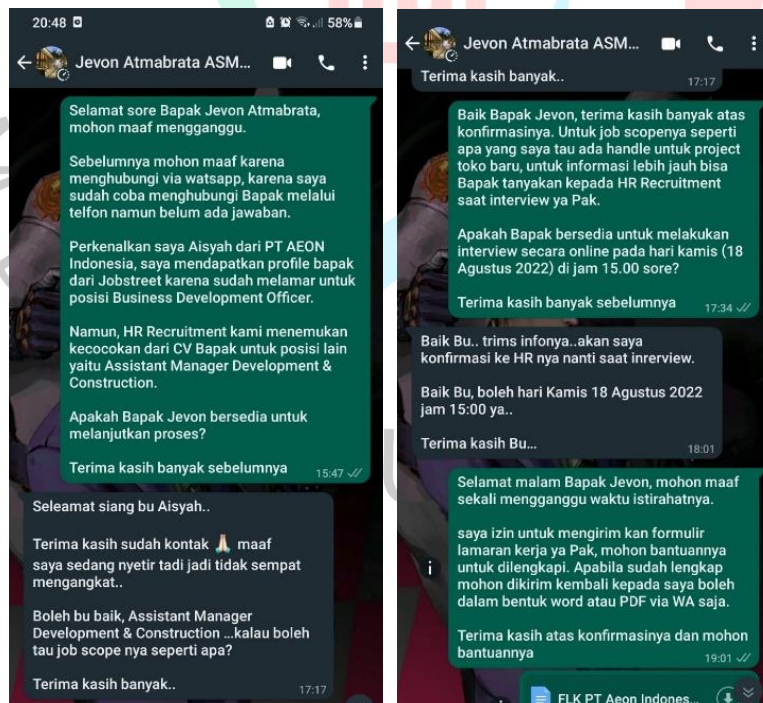 20:48
58%
Jevon Atmabrata ASM...
Selamat sore Bapak Jevon Atmabrata,
mohon maaf mengganggu.
Sebelumnya mohon maaf karena
menghubungi via watsapp, karena saya
sudah coba menghubungi Bapak melalui
telfon namun belum ada jawaban.
Perkenalkan saya Aisyah dari PT AEON
Indonesia, saya mendapatkan profile bapak
dari Jobstreet karena sudah melamar untuk
posisi Business Development Officer.
Namun, HR Recruitment kami menemukan
kecocokan dari CV Bapak untuk posisi lain
yaitu Assistant Manager Development &
Construction.
Apakah Bapak Jevon bersedia untuk
melanjutkan proses?
Terima kasih banyak sebelumnya
15:47
Seleamat siang bu Aisyah..
Terima kasih sudah kontak 🙏🏻 maaf
saya sedang nyetir tadi jadi tidak sempat
mengangkat..
Boleh bu baik, Assistant Manager
Development & Construction ...kalau boleh
tau job scope nya seperti apa?
Terima kasih banyak..
17:17
Jevon Atmabrata ASM...
Terima kasih banyak..
17:17
Baik Bapak Jevon, terima kasih banyak atas
konfirmasinya. Untuk job scopenya seperti
apa yang saya tau ada handle untuk project
toko baru, untuk informasi lebih jauh bisa
Bapak tanyakan kepada HR Recruitment
saat interview ya Pak.
Apakah Bapak bersedia untuk melakukan
interview secara online pada hari kamis (18
Agustus 2022) di jam 15.00 sore?
Terima kasih banyak sebelumnya
17:34
Baik Bu.. trims infonya..akan saya
konfirmasi ke HR nya nanti saat inrerview.
Baik Bu, boleh hari Kamis 18 Agustus 2022
jam 15:00 ya..
Terima kasih Bu...
18:01
Selamat malam Bapak Jevon, mohon maaf
sekali mengganggu waktu istirahatnya.
saya izin untuk mengirim kan formulir
lamaran kerja ya Pak, mohon bantuannya
untuk dilengkapi. Apabila sudah lengkap
mohon dikirim kembali kepada saya boleh
dalam bentuk word atau PDF via WA saja.
Terima kasih atas konfirmasinya dan mohon
bantuannya
19:01
FLK PT Aeon Indones...